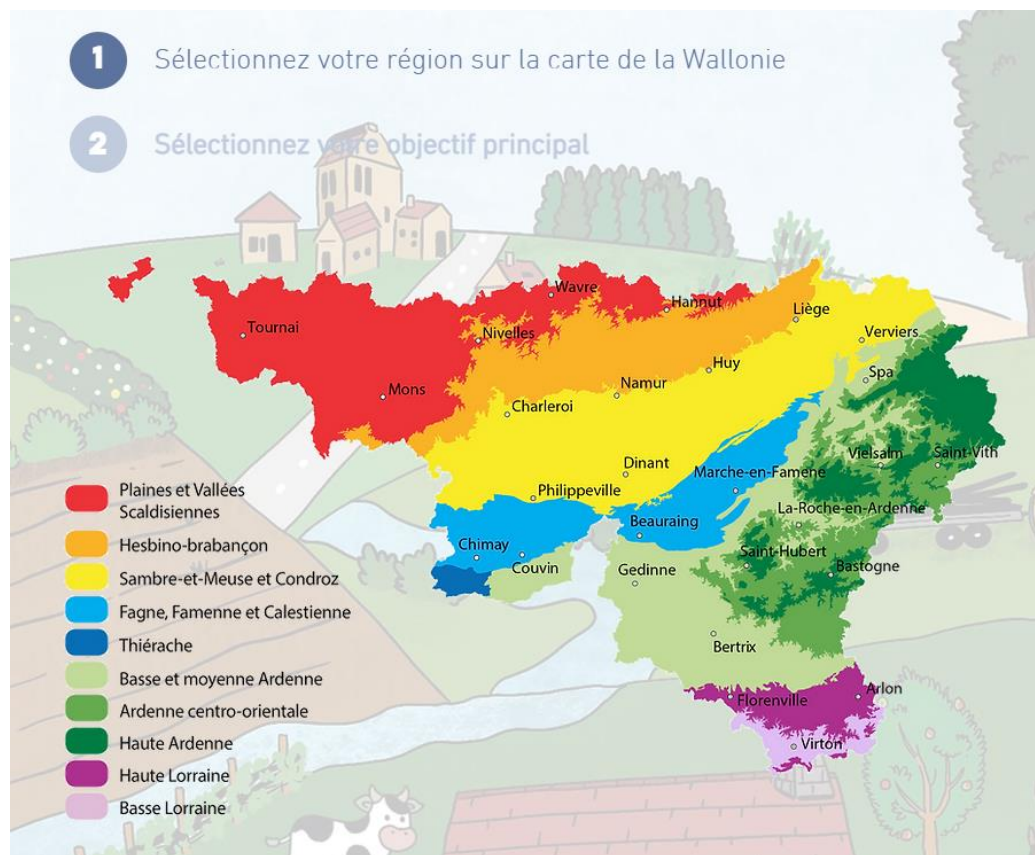 1 Sélectionnez votre région sur la carte de la Wallonie
2 Sélectionnez votre objectif principal
Wavre
Hannut
Liège
Tournai
Nivelles
Verviers
Spa
Huy
Namur
Mons
Charleroi
Dinant
Marche-en-Famene
Vielsalm
Saint-Vith
Philippeville
La-Roche-en-Ardenne
Beauraing
Chimay
Couvin
Saint-Hubert
Gedinne
Bastogne
Bertrix
Florenville
Arlon
Virton
Plaines et Vallées
Scaldisiennes
Hesbino-brabançon
Sambre-et-Meuse et Condroz
Fagne, Famenne et Calestienne
Thiérache
Basse et moyenne Ardenne
Ardenne centro-orientale
Haute Ardenne
Haute Lorraine
Basse Lorraine